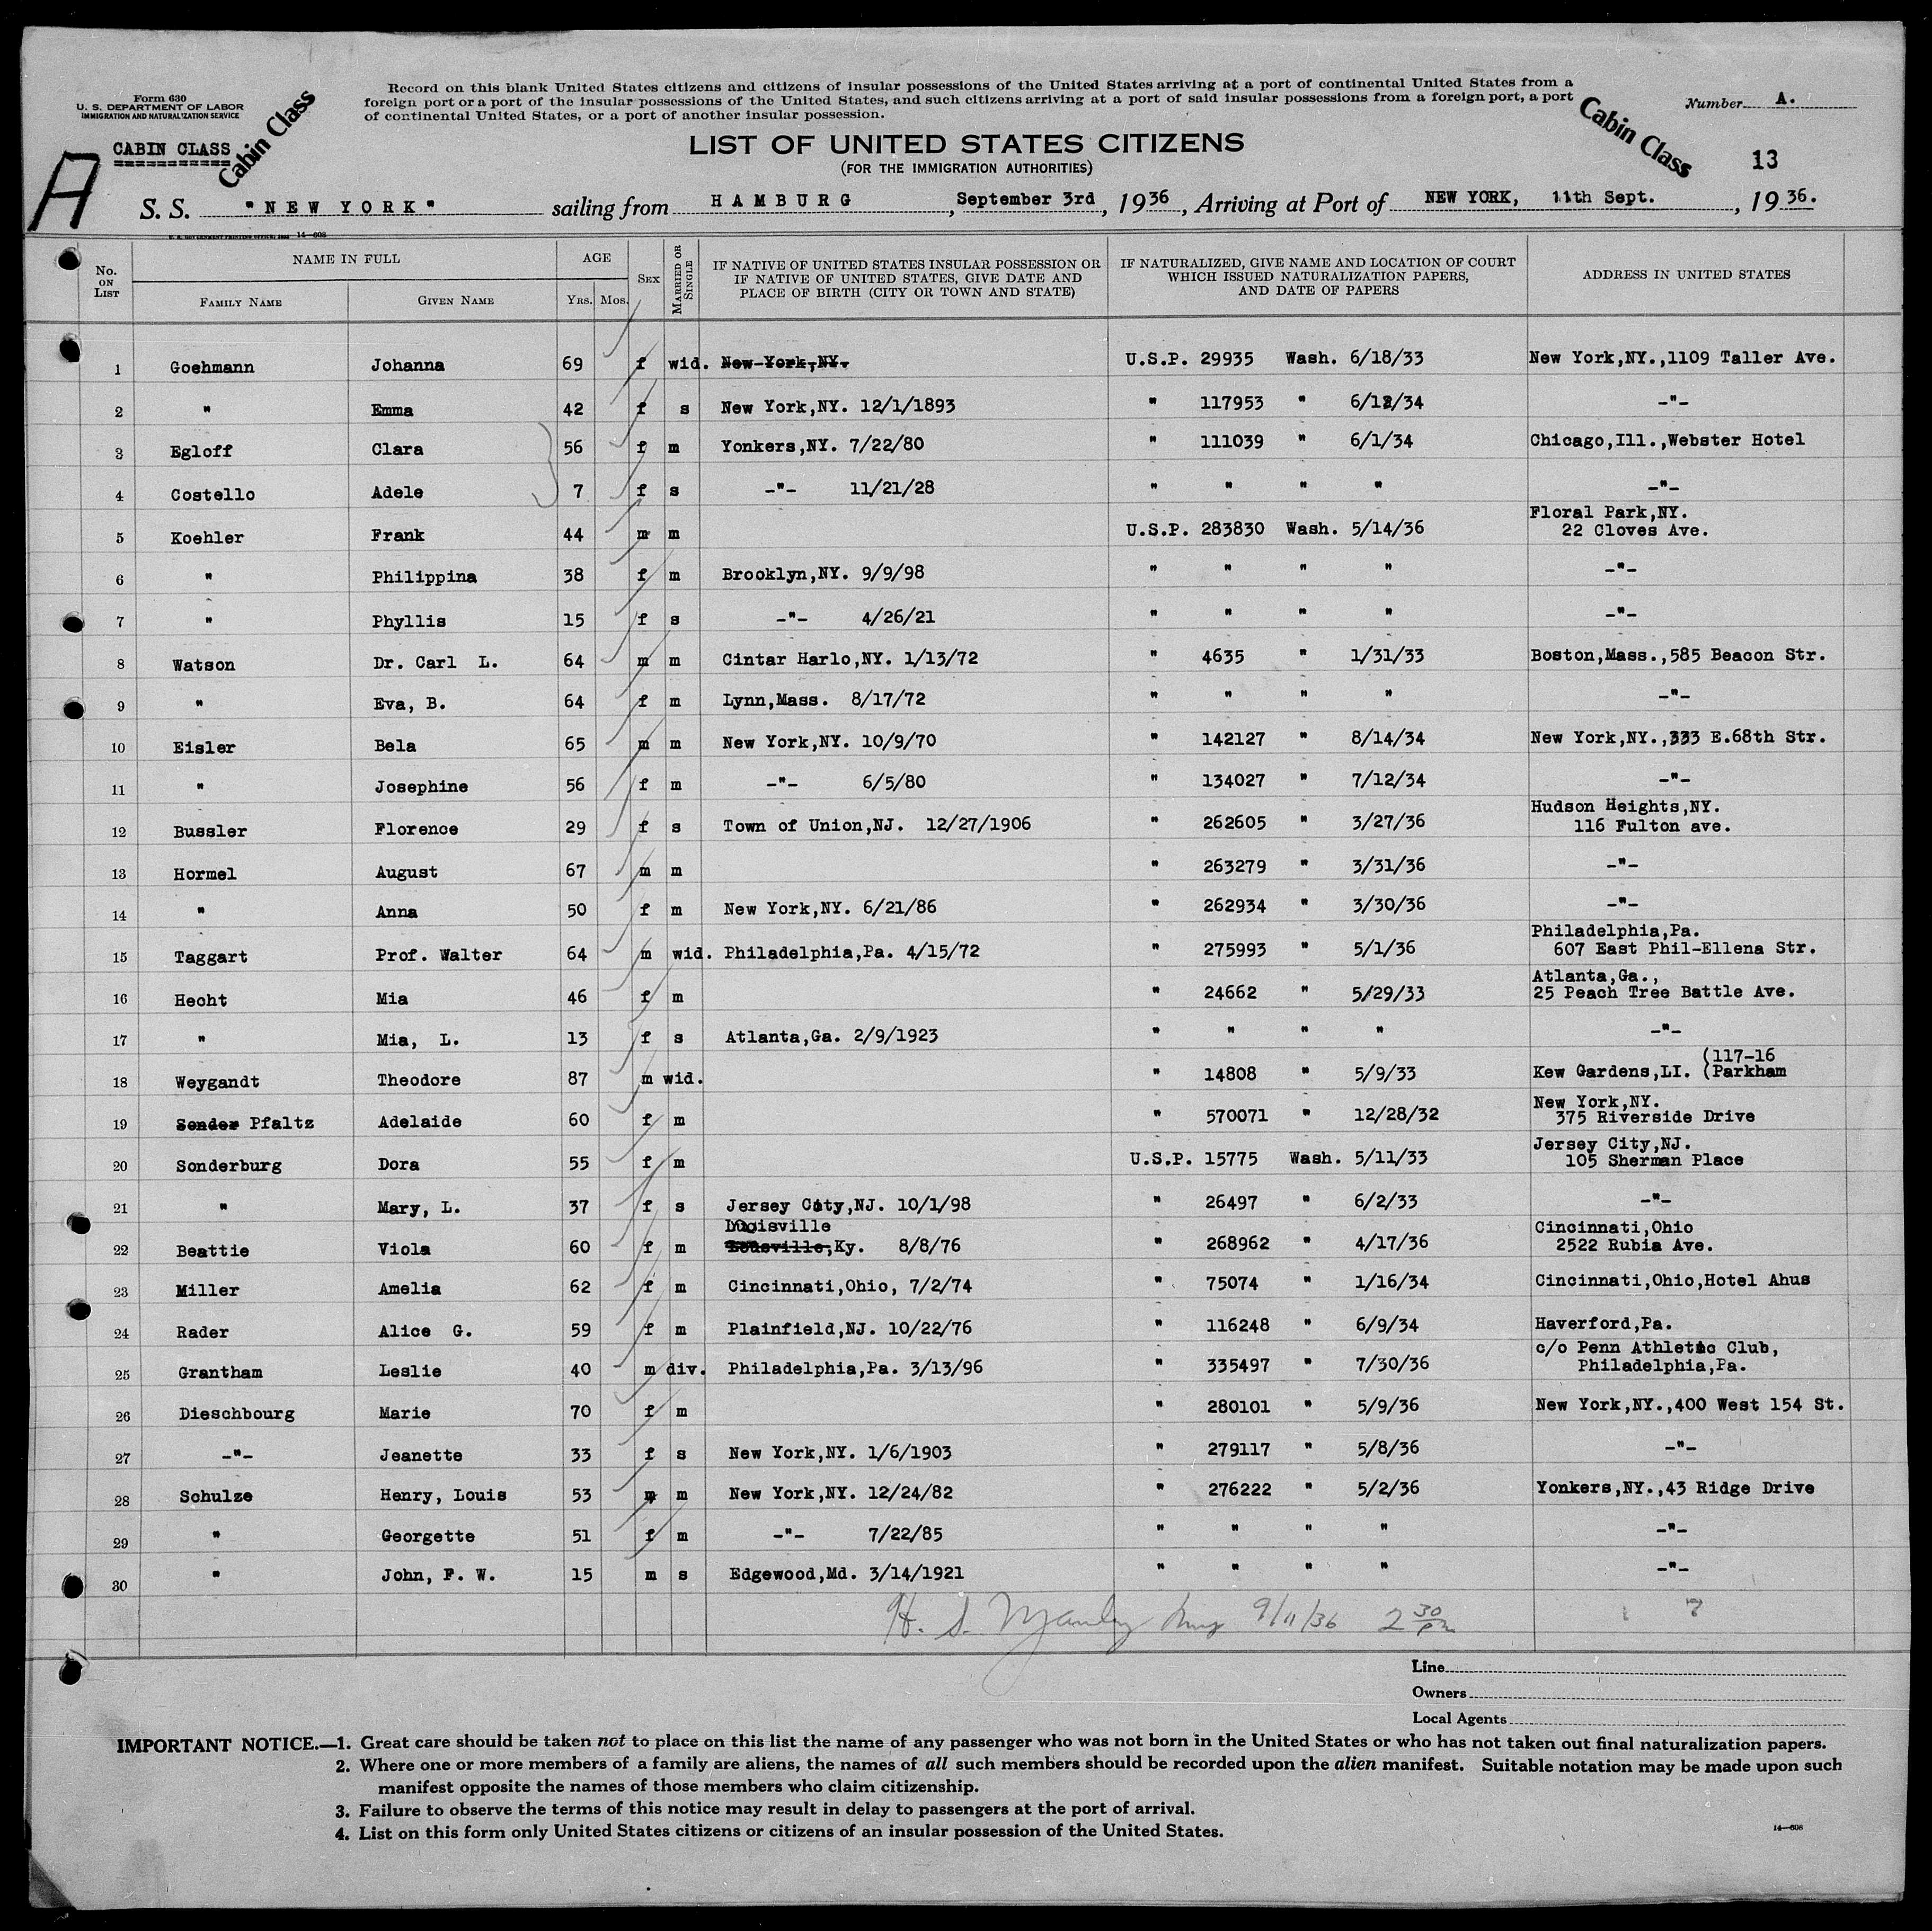 Form 630
U. S. DEPARTMENT OF LABOR
IMMIGRATION AND NATURALIZATION SERVICE
Record on this blank United States citizens and citizens of insular possessions of the United States arriving at a port of continental United States from a
foreign port or a port of the insular possessions of the United States, and such citizens arriving at a port of said insular possessions from a foreign port, a port
of continental United States, or a port of another insular possession.
Number A.
CABIN CLASS
===========
Cabin Class
Cabin Class
LIST OF UNITED STATES CITIZENS
(FOR THE IMMIGRATION AUTHORITIES)
13
A
S. S. "NEW YORK" sailing from HAMBURG, September 3rd, 1936, Arriving at Port of NEW YORK, 11th Sept., 1936.
14—608
No. ON LIST
NAME IN FULL
FAMILY NAME
GIVEN NAME
AGE
YRS. MOS.
SEX
MARRIED OR SINGLE
IF NATIVE OF UNITED STATES INSULAR POSSESSION OR
IF NATIVE OF UNITED STATES, GIVE DATE AND
PLACE OF BIRTH (CITY OR TOWN AND STATE)
IF NATURALIZED, GIVE NAME AND LOCATION OF COURT
WHICH ISSUED NATURALIZATION PAPERS,
AND DATE OF PAPERS
ADDRESS IN UNITED STATES
1 Goehmann Johanna 69 f wid. New York,NY. U.S.P. 29935 Wash. 6/18/33 New York,NY.,1109 Taller Ave.
2 " Emma 42 f s New York,NY. 12/1/1893 " 117953 " 6/12/34 -"-
3 Egloff Clara 56 f m Yonkers,NY. 7/22/80 " 111039 " 6/1/34 Chicago,Ill.,Webster Hotel
4 Costello Adele 7 f s -"- 11/21/28 " " " " -"-
5 Koehler Frank 44 m m U.S.P. 283830 Wash. 5/14/36 Floral Park,NY.
22 Cloves Ave.
6 " Philippina 38 f m Brooklyn,NY. 9/9/98 " " " " -"-
7 " Phyllis 15 f s -"- 4/26/21 " " " " -"-
8 Watson Dr. Carl L. 64 m m Cintar Harlo,NY. 1/13/72 " 4635 " 1/31/33 Boston,Mass.,585 Beacon Str.
9 " Eva, B. 64 f m Lynn,Mass. 8/17/72 " " " " -"-
10 Eisler Bela 65 m m New York,NY. 10/9/70 " 142127 " 8/14/34 New York,NY.,333 E.68th Str.
11 " Josephine 56 f m -"- 6/5/80 " 134027 " 7/12/34 -"-
12 Bussler Florence 29 f s Town of Union,NJ. 12/27/1906 " 262605 " 3/27/36 Hudson Heights,NY.
116 Fulton ave.
13 Hormel August 67 m m " 263279 " 3/31/36 -"-
14 " Anna 50 f m New York,NY. 6/21/86 " 262934 " 3/30/36 -"-
15 Taggart Prof. Walter 64 m wid. Philadelphia,Pa. 4/15/72 " 275993 " 5/1/36 Philadelphia,Pa.
607 East Phil-Ellena Str.
16 Hecht Mia 46 f m " 24662 " 5/29/33 Atlanta,Ga.,
25 Peach Tree Battle Ave.
17 " Mia, L. 13 f s Atlanta,Ga. 2/9/1923 " " " " -"-
18 Weygandt Theodore 87 m wid. " 14808 " 5/9/33 Kew Gardens,LI. (117-16
(Parkham
19 Sender Pfaltz Adelaide 60 f m " 570071 " 12/28/32 New York,NY.
375 Riverside Drive
20 Sonderburg Dora 55 f m U.S.P. 15775 Wash. 5/11/33 Jersey City,NJ.
105 Sherman Place
21 " Mary, L. 37 f s Jersey City,NJ. 10/1/98 " 26497 " 6/2/33 -"-
Louisville
22 Beattie Viola 60 f m Lousville,Ky. 8/8/76 " 268962 " 4/17/36 Cincinnati,Ohio
2522 Rubia Ave.
23 Miller Amelia 62 f m Cincinnati,Ohio, 7/2/74 " 75074 " 1/16/34 Cincinnati,Ohio,Hotel Ahus
24 Rader Alice G. 59 f m Plainfield,NJ. 10/22/76 " 116248 " 6/9/34 Haverford,Pa.
25 Grantham Leslie 40 m div. Philadelphia,Pa. 3/13/96 " 335497 " 7/30/36 c/o Penn Athletic Club,
Philadelphia,Pa.
26 Dieschbourg Marie 70 f m " 280101 " 5/9/36 New York,NY.,400 West 154 St.
27 -"- Jeanette 33 f s New York,NY. 1/6/1903 " 279117 " 5/8/36 -"-
28 Schulze Henry, Louis 53 m m New York,NY. 12/24/82 " 276222 " 5/2/36 Yonkers,NY.,43 Ridge Drive
29 " Georgette 51 f m -"- 7/22/85 " " " " -"-
30 " John, F. W. 15 m s Edgewood,Md. 3/14/1921 " " " " -"-
H. S. 9/11/36 2 30 pm
Line
Owners
Local Agents
IMPORTANT NOTICE.—1. Great care should be taken not to place on this list the name of any passenger who was not born in the United States or who has not taken out final naturalization papers.
2. Where one or more members of a family are aliens, the names of all such members should be recorded upon the alien manifest. Suitable notation may be made upon such
manifest opposite the names of those members who claim citizenship.
3. Failure to observe the terms of this notice may result in delay to passengers at the port of arrival.
4. List on this form only United States citizens or citizens of an insular possession of the United States.
14—608